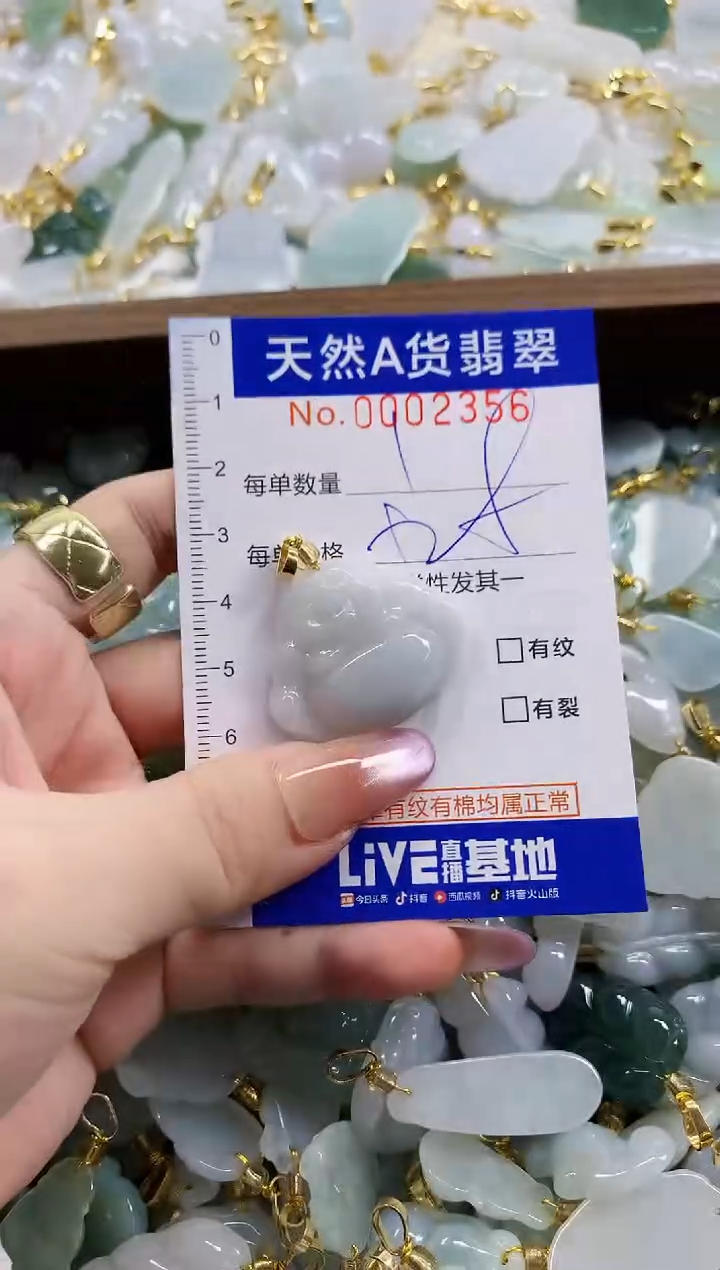 天然A货翡翠
No.0002356
每单数量
每单 格
性发其一
有纹
有裂
有纹有棉均属正常
LiVE直播基地
头条 今日头条 抖音 西瓜视频 抖音火山版
0
1
2
3
4
5
6